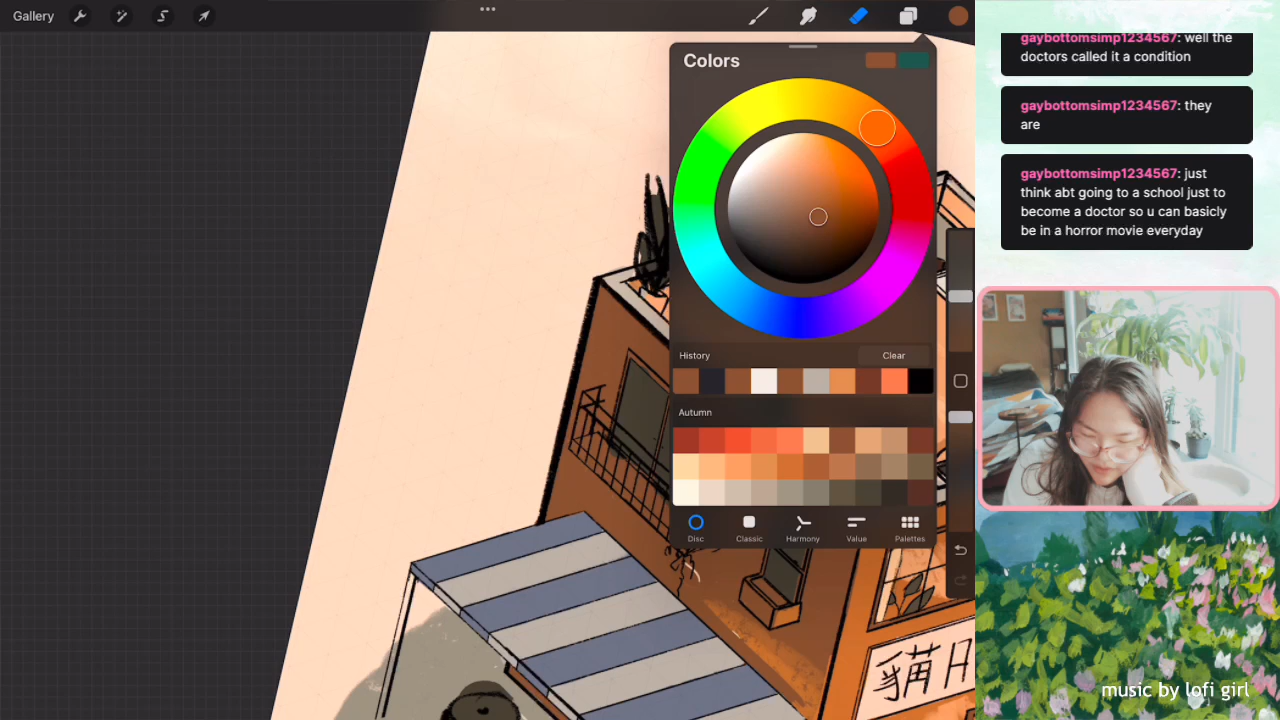 Gallery
Colors
History
Clear
Autumn
Disc
Classic
Harmony
Value
Palettes
貓
gaybottomsimp1234567: well the
doctors called it a condition
gaybottomsimp1234567: they
are
gaybottomsimp1234567: just
think abt going to a school just to
become a doctor so u can basicly
be in a horror movie everyday
music by lofi girl